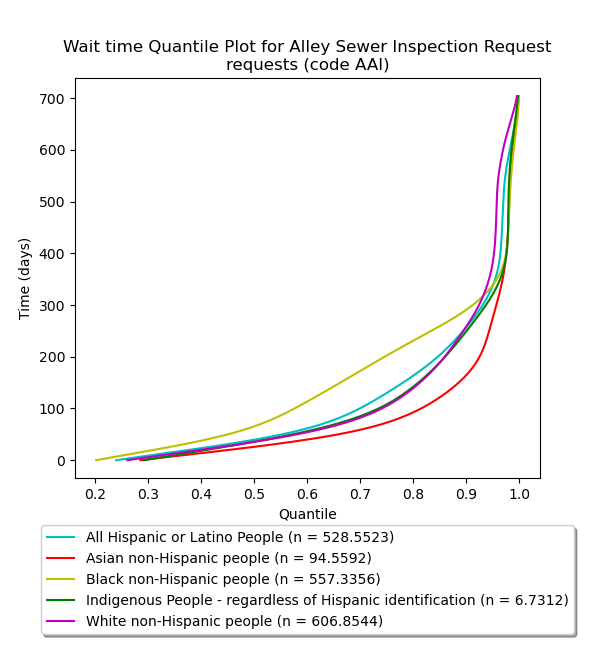 Wait time Quantile Plot for Alley Sewer Inspection Request
requests (code AAI)
700
600
500
400
300
200
100
0
Time (days)
0.2 0.3 0.4 0.5 0.6 0.7 0.8 0.9 1.0
Quantile
All Hispanic or Latino People (n = 528.5523)
Asian non-Hispanic people (n = 94.5592)
Black non-Hispanic people (n = 557.3356)
Indigenous People - regardless of Hispanic identification (n = 6.7312)
White non-Hispanic people (n = 606.8544)